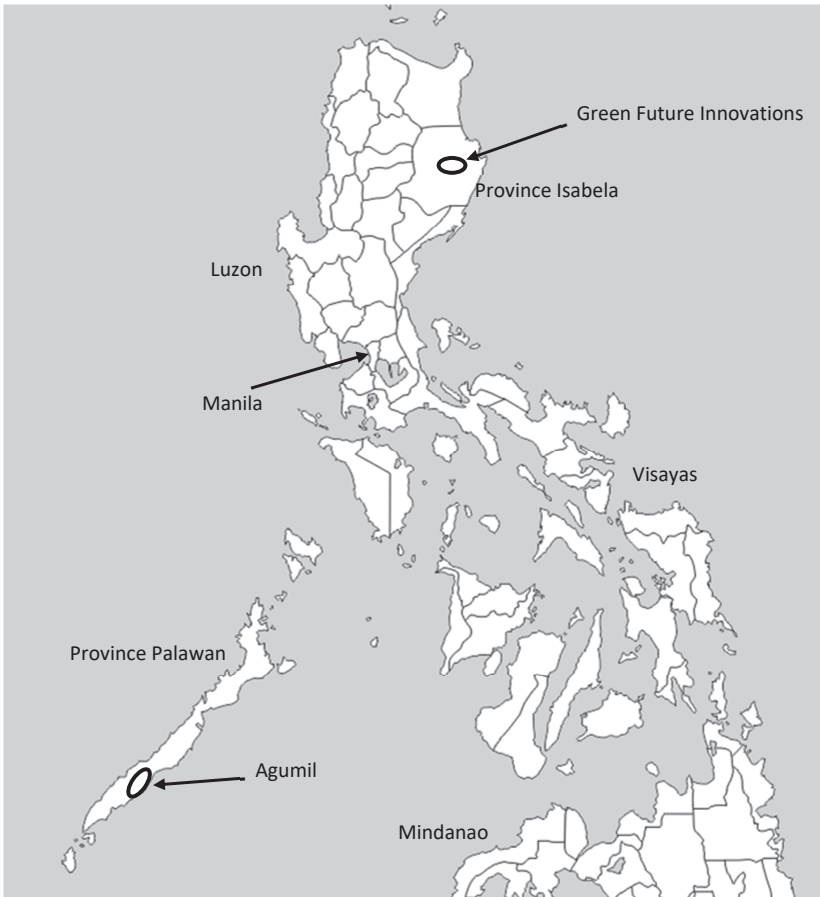 Green Future Innovations
Province Isabela
Luzon
Manila
Visayas
Province Palawan
Agumil
Mindanao